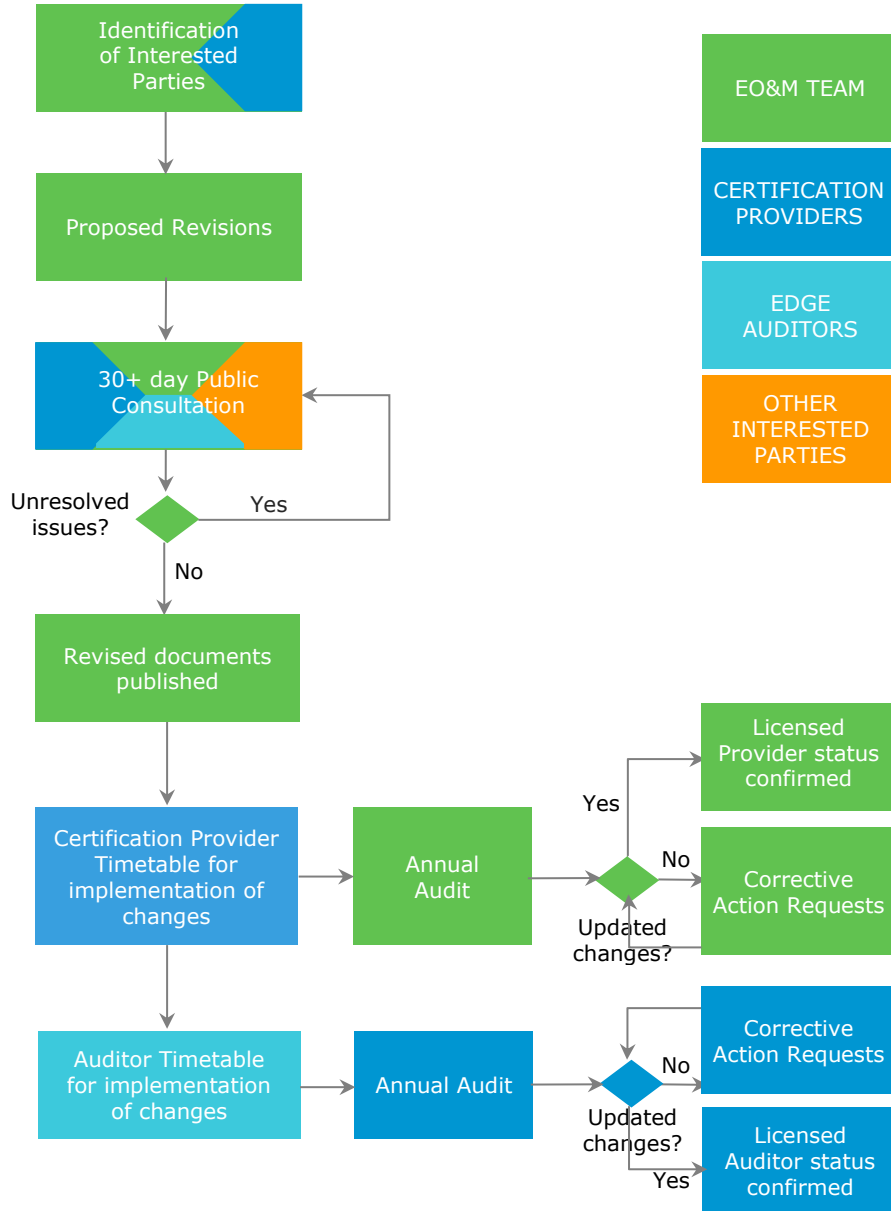 Identification
of Interested
Parties
EO&M TEAM
CERTIFICATION
PROVIDERS
Proposed Revisions
EDGE
AUDITORS
30+ day Public
Consultation
OTHER
INTERESTED
PARTIES
Unresolved
issues?
Yes
No
Revised documents
published
Licensed
Provider status
confirmed
Yes
Certification Provider
Timetable for
implementation of
changes
Annual
Audit
No
Corrective
Action Requests
Updated
changes?
Auditor Timetable
for implementation
of changes
Annual Audit
Corrective
Action Requests
No
Updated
changes?
Yes
Licensed
Auditor status
confirmed